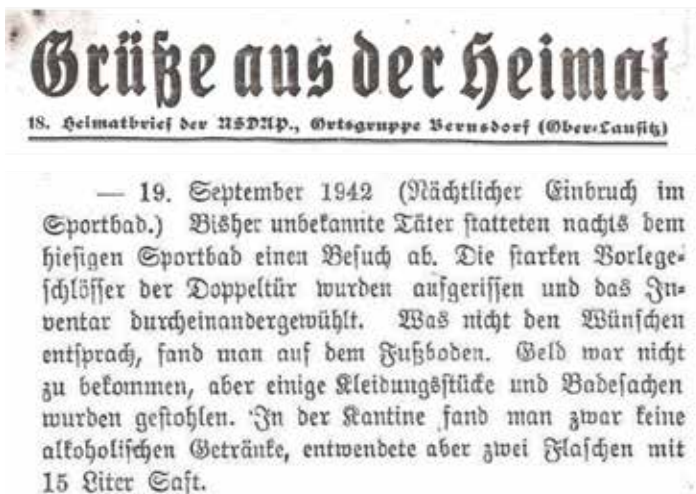 Grüße aus der Heimat
18. Heimatbrief der NSDAP., Ortsgruppe Bernsdorf (Ober-Lausitz)
— 19. September 1942 (Nächtlicher Einbruch im
Sportbad.) Bisher unbekannte Täter statteten nachts dem
hiesigen Sportbad einen Besuch ab. Die starken Vorlege-
schlösser der Doppeltür wurden aufgerissen und das In-
ventar durcheinandergewühlt. Was nicht den Wünschen
entsprach, fand man auf dem Fußboden. Geld war nicht
zu bekommen, aber einige Kleidungsstücke und Badesachen
wurden gestohlen. In der Kantine fand man zwar keine
alkoholischen Getränke, entwendete aber zwei Flaschen mit
15 Liter Saft.